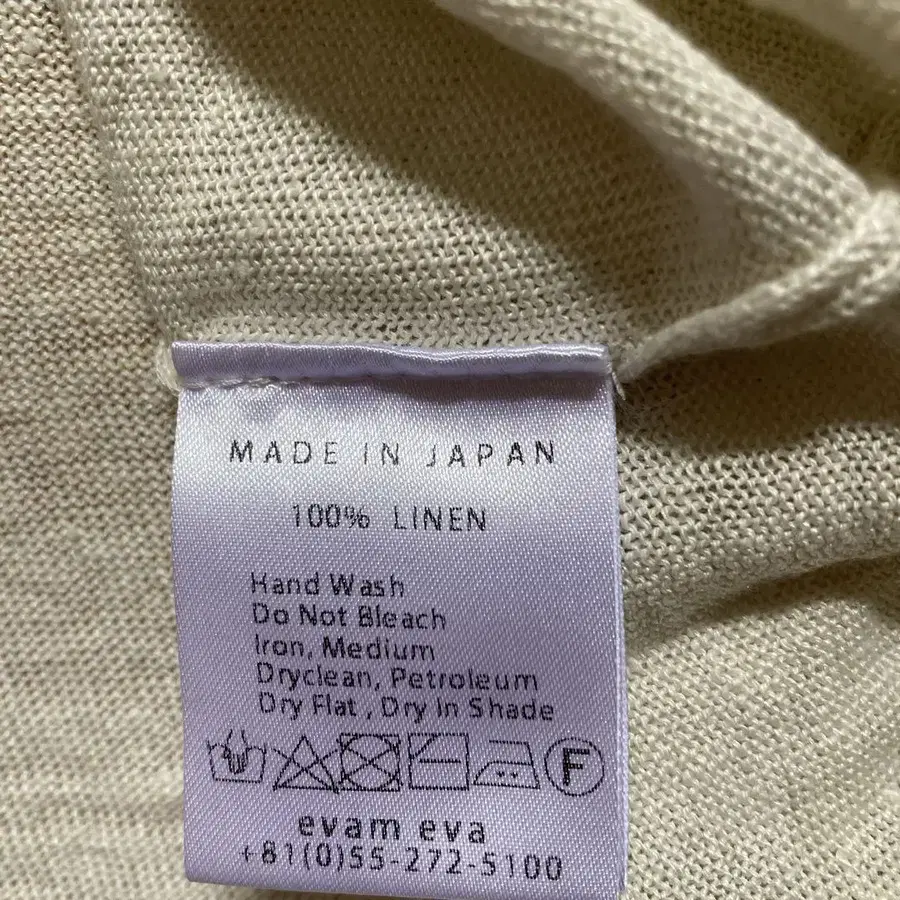 MADE IN JAPAN
100% LINEN
Hand Wash
Do Not Bleach
Iron, Medium
Dryclean, Petroleum
Dry Flat , Dry In Shade
F
evam eva
+81(0)55-272-5100